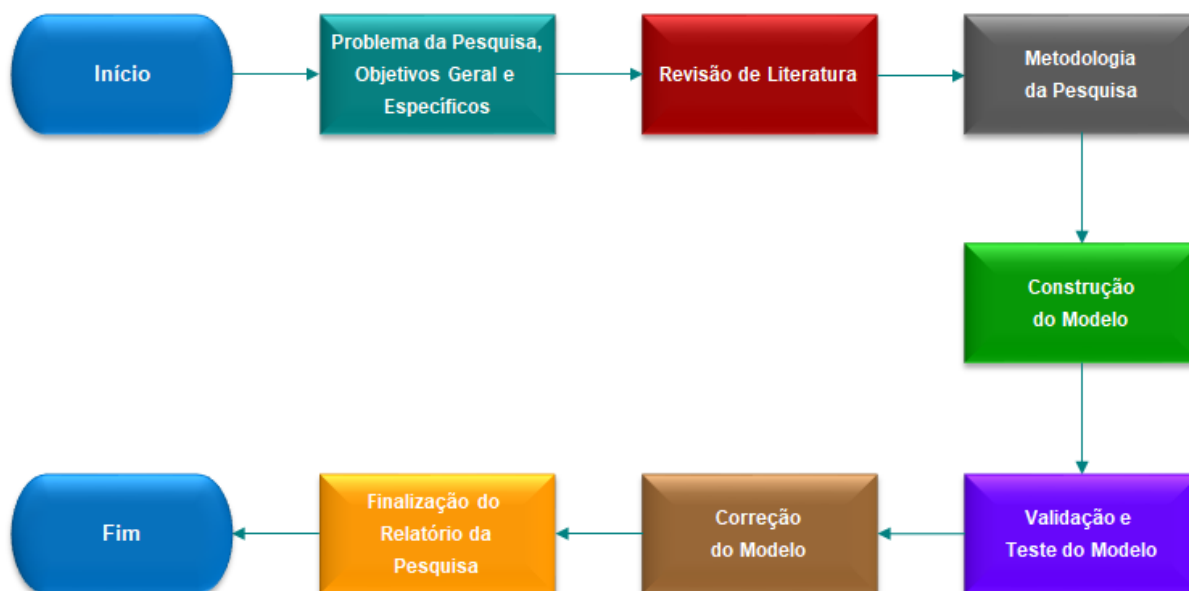 Início
Problema da Pesquisa,
Objetivos Geral e
Específicos
Revisão de Literatura
Metodologia
da Pesquisa
Construção
do Modelo
Validação e
Teste do Modelo
Correção
do Modelo
Finalização do
Relatório da
Pesquisa
Fim